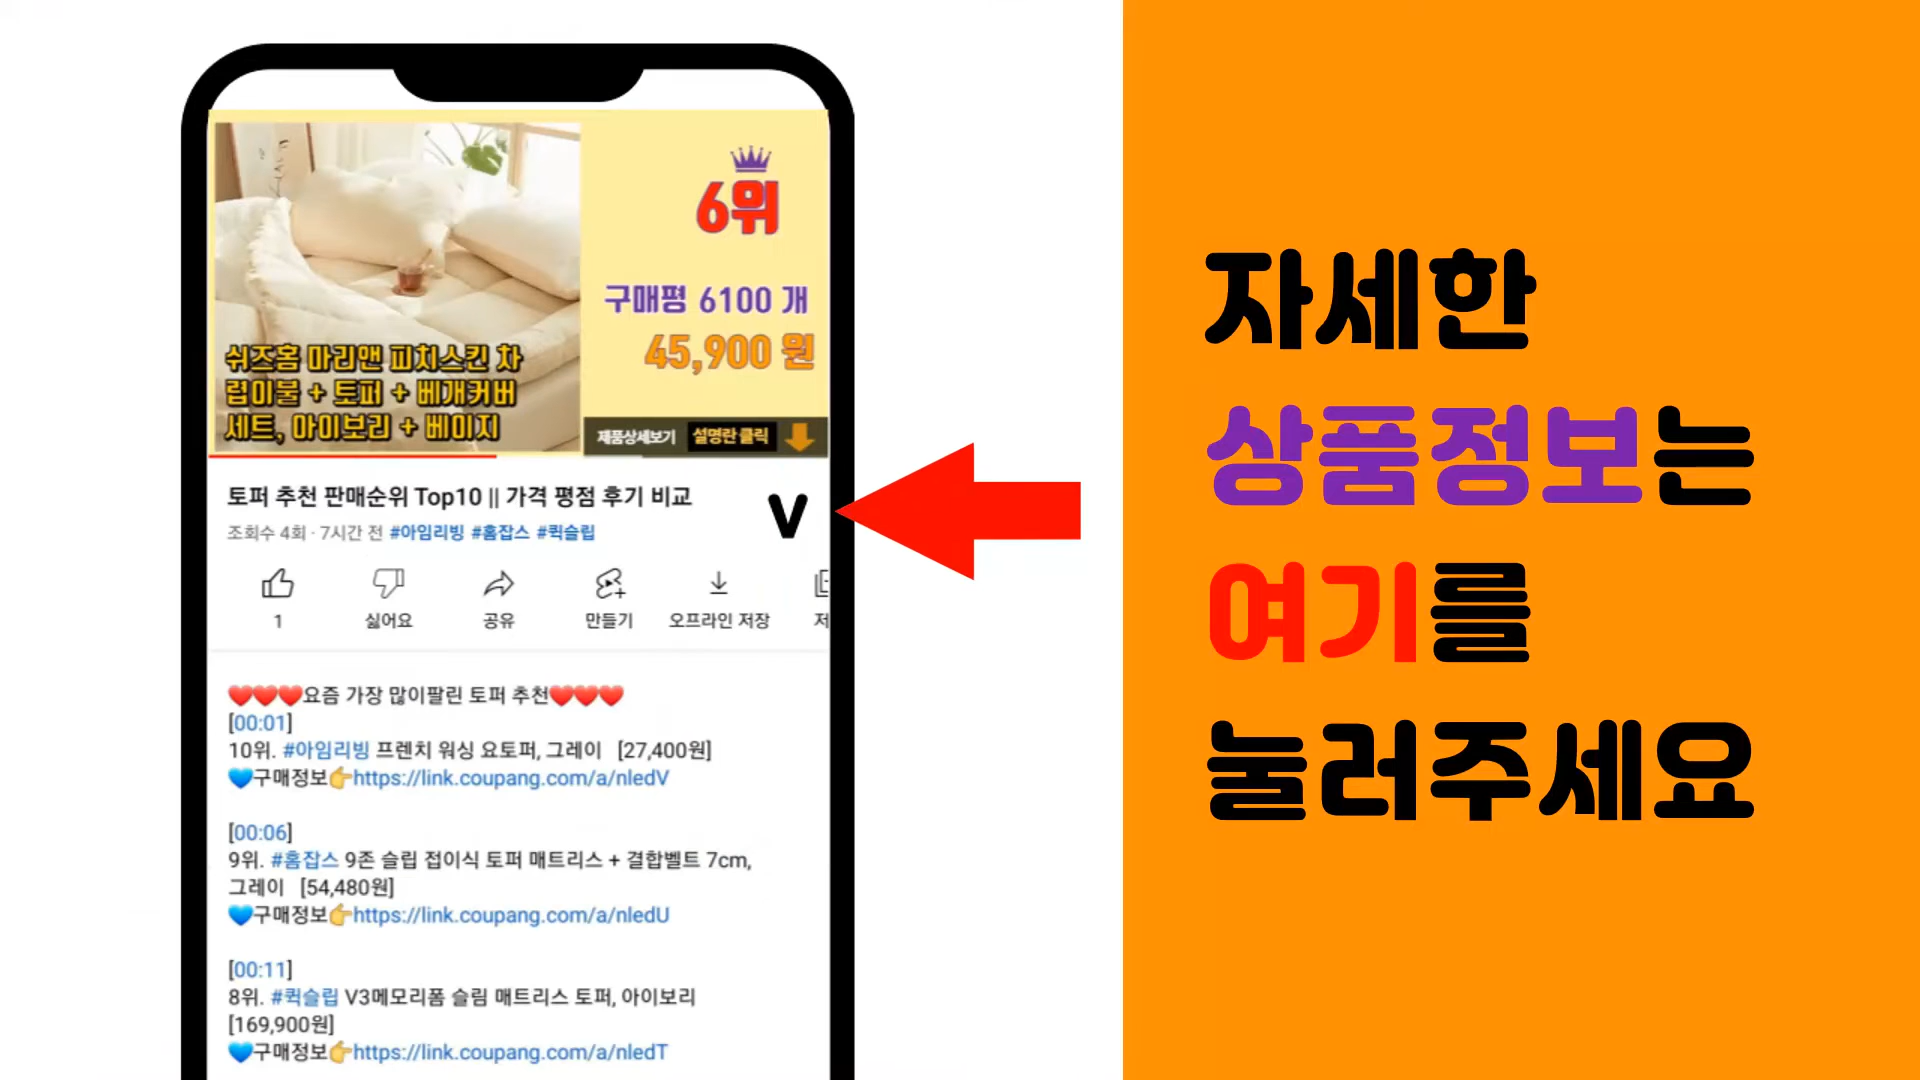 6위
구매평 6100 개
45,900 원
쉬즈홈 마리앤 피치스킨 차
렵이불 + 토퍼 + 베개커버
세트, 아이보리 + 베이지
제품상세보기 설명란 클릭
토퍼 추천 판매순위 Top10 || 가격 평점 후기 비교
V
조회수 4회 · 7시간 전 #아임리빙 #홈잡스 #퀵슬립
1 싫어요 공유 만들기 오프라인 저장 저
❤️❤️❤️요즘 가장 많이팔린 토퍼 추천❤️❤️❤️
[00:01]
10위. #아임리빙 프렌치 워싱 요토퍼, 그레이 [27,400원]
💙구매정보👉https://link.coupang.com/a/nledV
[00:06]
9위. #홈잡스 9존 슬립 접이식 토퍼 매트리스 + 결합벨트 7cm,
그레이 [54,480원]
💙구매정보👉https://link.coupang.com/a/nledU
[00:11]
8위. #퀵슬립 V3메모리폼 슬림 매트리스 토퍼, 아이보리
[169,900원]
💙구매정보👉https://link.coupang.com/a/nledT
자세한
상품정보는
여기를
눌러주세요